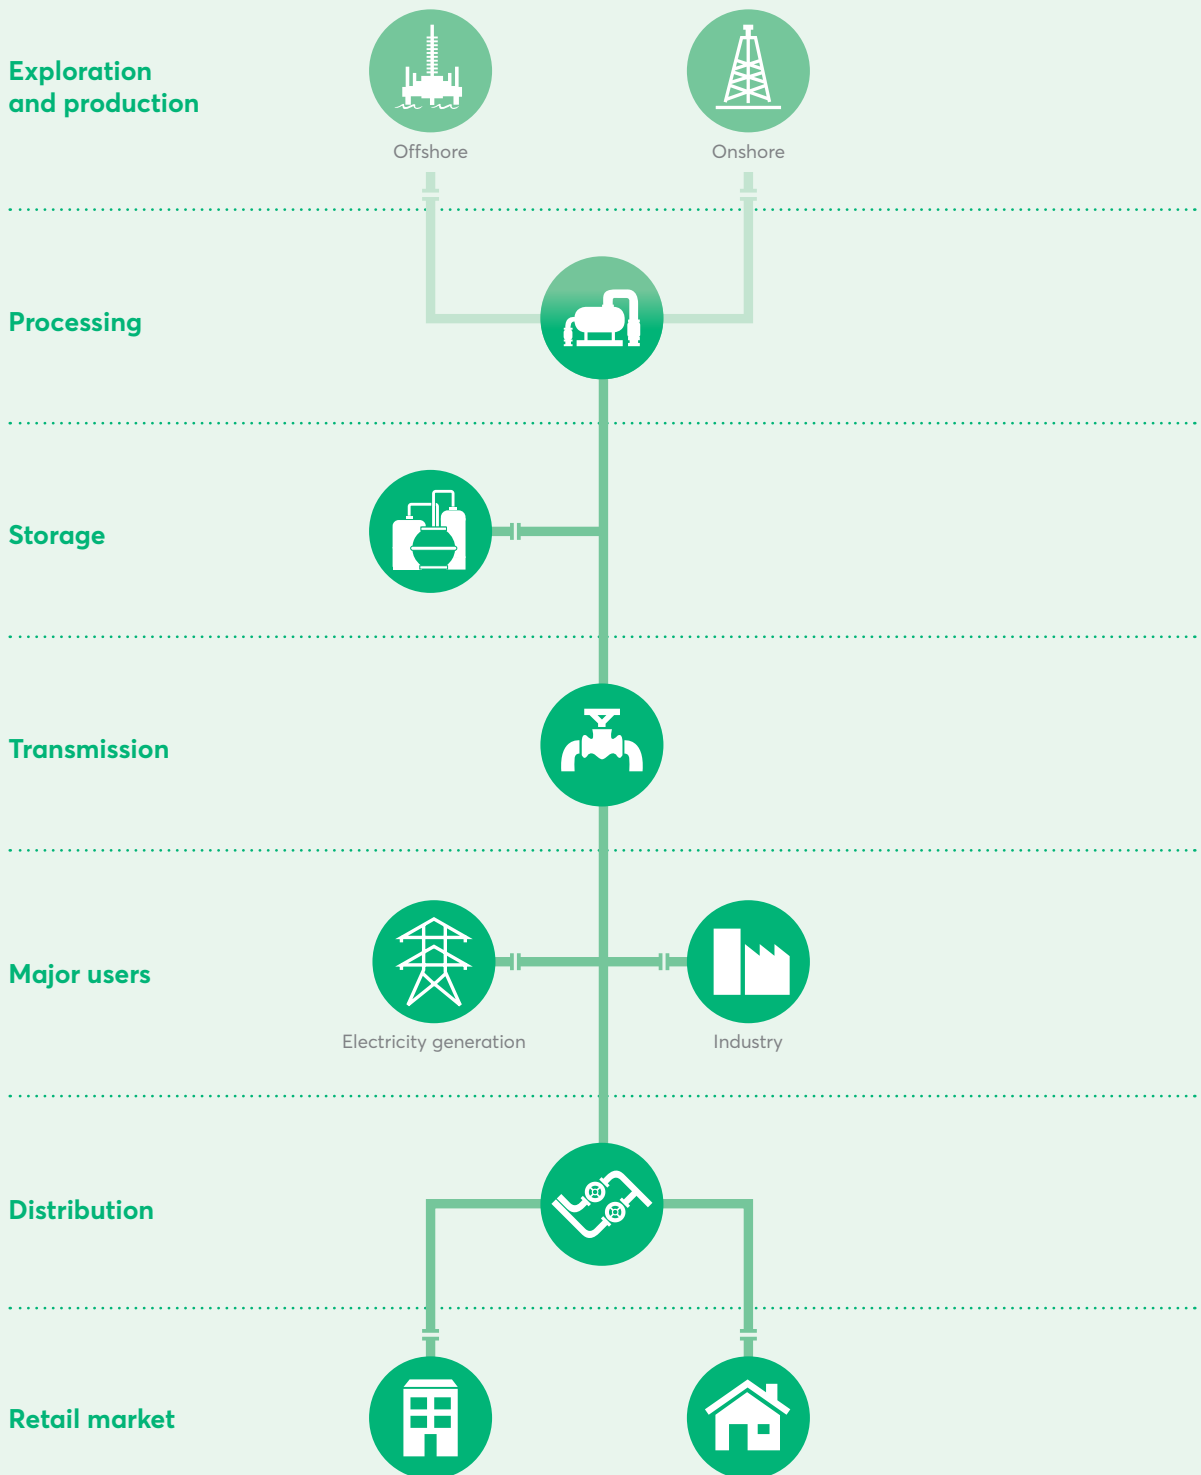 Exploration
and production
Offshore
Onshore
Processing
Storage
Transmission
Major users
Electricity generation
Industry
Distribution
Retail market